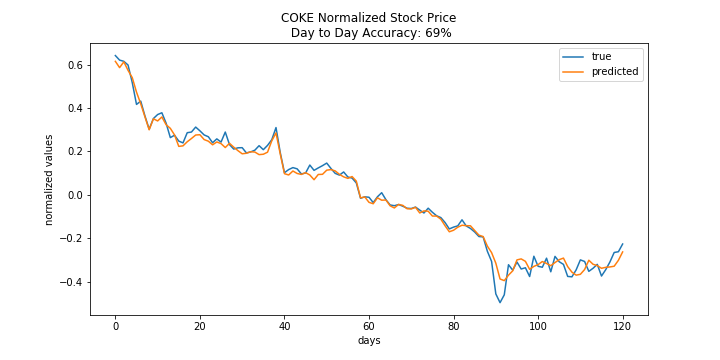 COKE Normalized Stock Price
Day to Day Accuracy: 69%
true
predicted
normalized values
0.6
0.4
0.2
0.0
−0.2
−0.4
0 20 40 60 80 100 120
days